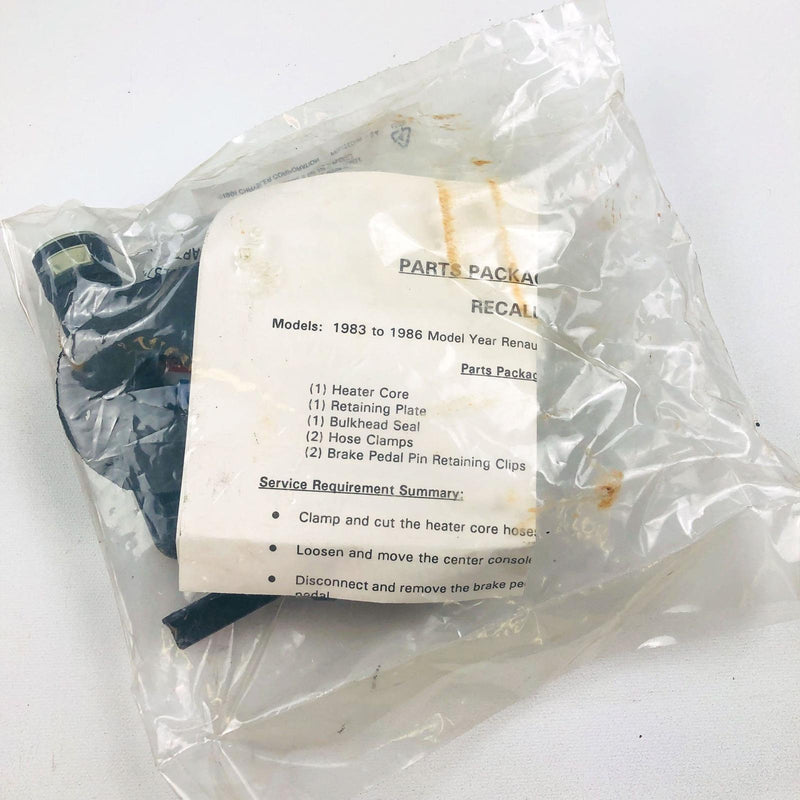 PARTS PACKAG
RECALL
Models: 1983 to 1986 Model Year Renau
Parts Packag
(1) Heater Core
(1) Retaining Plate
(1) Bulkhead Seal
(2) Hose Clamps
(2) Brake Pedal Pin Retaining Clips
Service Requirement Summary:
• Clamp and cut the heater core hoses
• Loosen and move the center console
• Disconnect and remove the brake pe
pedal